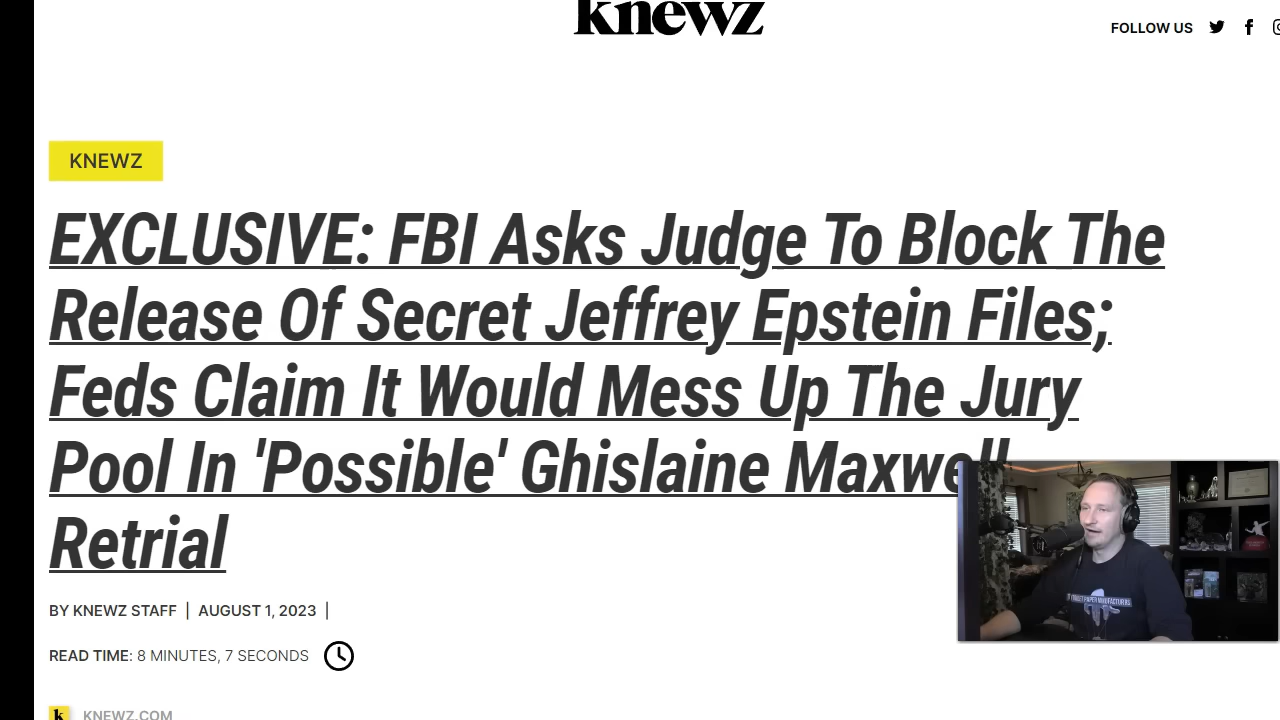 knewz
FOLLOW US
KNEWZ
EXCLUSIVE: FBI Asks Judge To Block The
Release Of Secret Jeffrey Epstein Files;
Feds Claim It Would Mess Up The Jury
Pool In 'Possible' Ghislaine Maxwell
Retrial
BY KNEWZ STAFF | AUGUST 1, 2023 |
READ TIME: 8 MINUTES, 7 SECONDS
k KNEWZ.COM